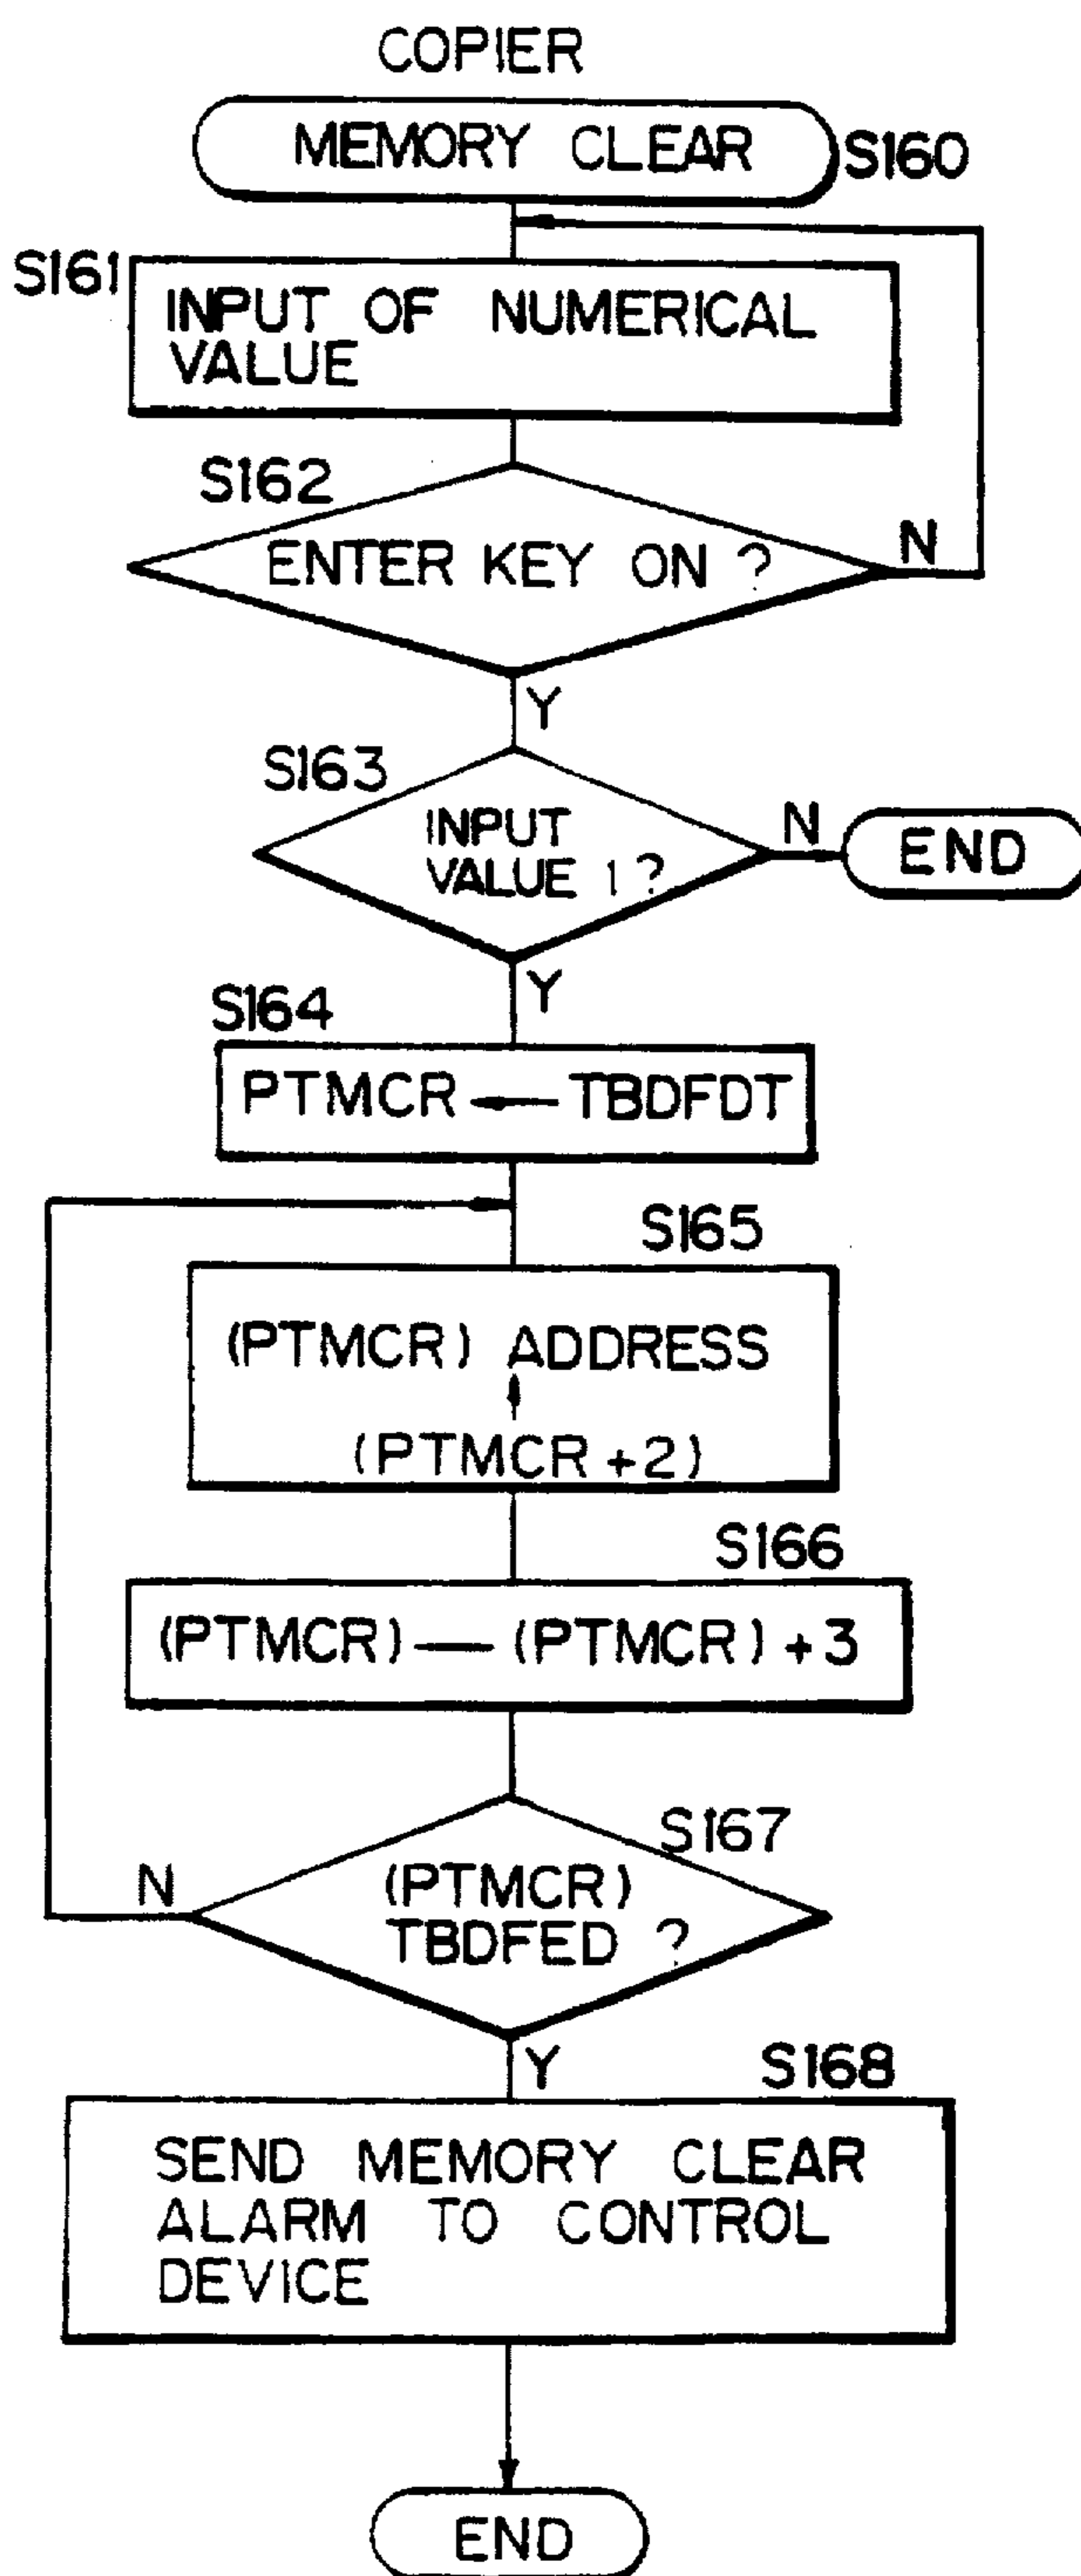 COPIER
MEMORY CLEAR
S160
S161
INPUT OF NUMERICAL
VALUE
S162
ENTER KEY ON ?
N
Y
S163
INPUT
VALUE 1 ?
N
END
Y
S164
PTMCR ← TBDFDT
S165
(PTMCR) ADDRESS
↑
(PTMCR +2)
S166
(PTMCR) — (PTMCR) +3
S167
(PTMCR)
TBDFED ?
N
Y
S168
SEND MEMORY CLEAR
ALARM TO CONTROL
DEVICE
END